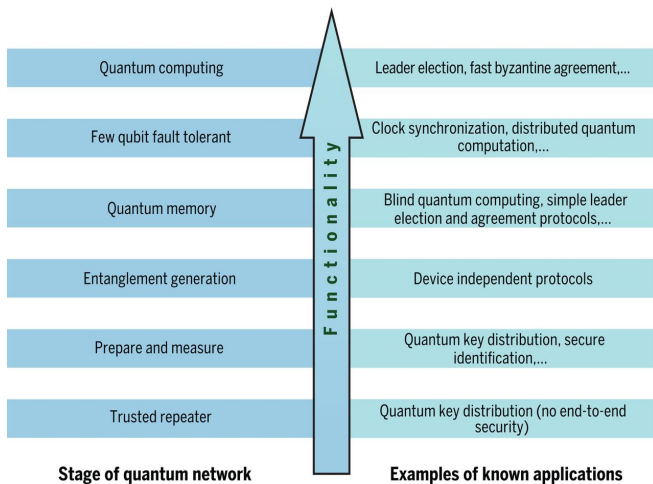 Quantum computing
Leader election, fast byzantine agreement,...
Few qubit fault tolerant
Clock synchronization, distributed quantum
computation,...
Quantum memory
Blind quantum computing, simple leader
election and agreement protocols,...
Entanglement generation
Device independent protocols
Prepare and measure
Quantum key distribution, secure
identification,...
Trusted repeater
Quantum key distribution (no end-to-end
security)
Functionality
Stage of quantum network
Examples of known applications